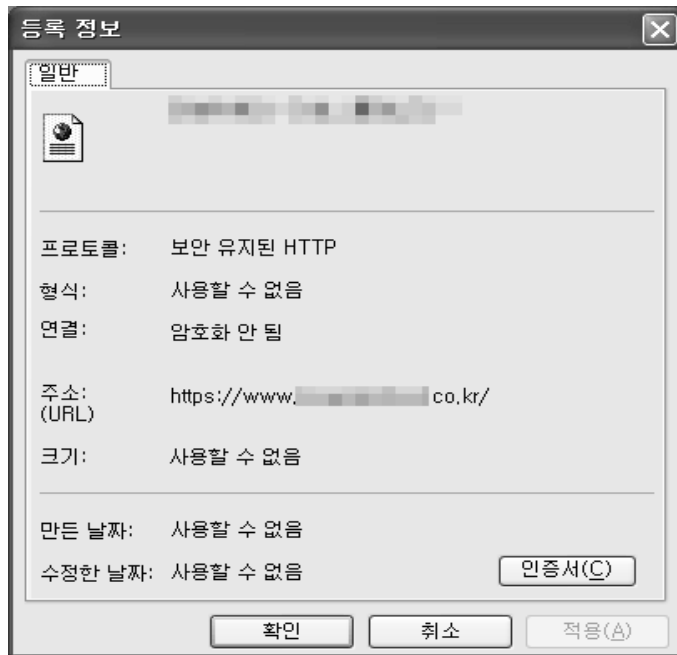 등록 정보
일반
프로토콜: 보안 유지된 HTTP
형식: 사용할 수 없음
연결: 암호화 안 됨
주소: https://www. co.kr/
(URL)
크기: 사용할 수 없음
만든 날짜: 사용할 수 없음
수정한 날짜: 사용할 수 없음
인증서(C)
확인 취소 적용(A)